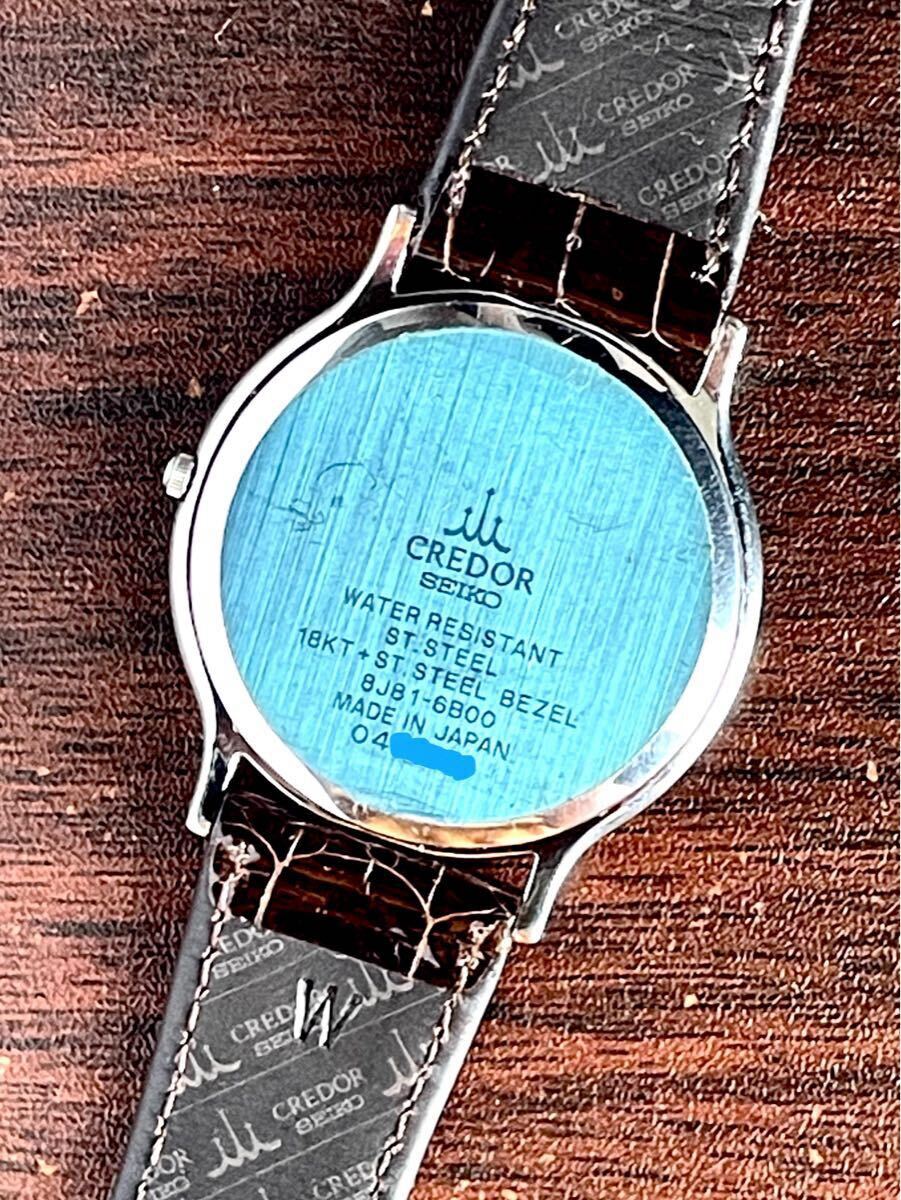 CREDOR
SEIKO
CREDOR
SEIKO
CREDOR
SEIKO
CREDOR
SEIKO
WATER RESISTANT
ST.STEEL
18KT+ST.STEEL BEZEL
8J81-6B00
MADE IN JAPAN
04
SEIKO
W
CREDOR
SEIKO